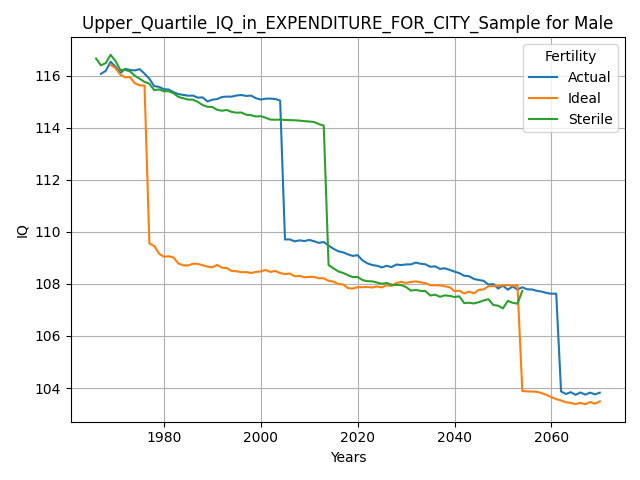 Upper_Quartile_IQ_in_EXPENDITURE_FOR_CITY_Sample for Male
Fertility
Actual
Ideal
Sterile
IQ
116
114
112
110
108
106
104
1980
2000
2020
2040
2060
Years